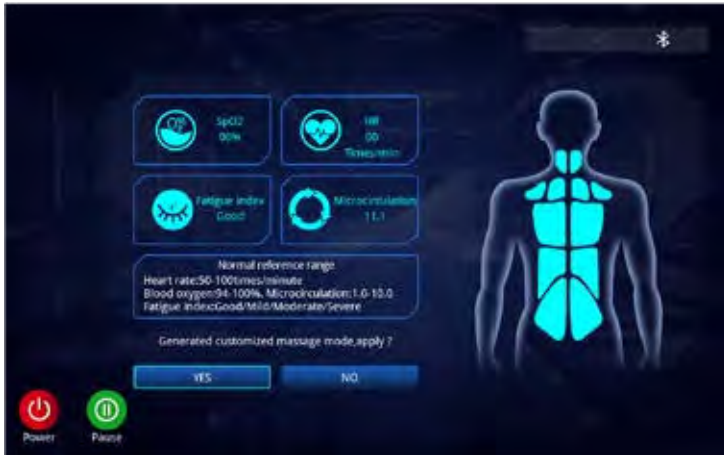 SpO2
00%
HR
00
Times/min
Fatigue index
Good
Microcirculation
11.1
Normal reference range
Heart rate:50-100times/minute
Blood oxygen:94-100%. Microcirculation:1.0-10.0
Fatigue index:Good/Mild/Moderate/Severe
Generated customized massage mode,apply ?
YES
NO
Power
Pause